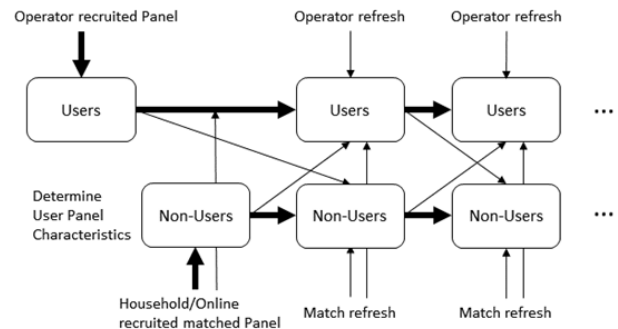 Operator recruited Panel
Operator refresh
Operator refresh
Users
Users
Users
...
Determine
User Panel
Characteristics
Non-Users
Non-Users
Non-Users
...
Household/Online
recruited matched Panel
Match refresh
Match refresh